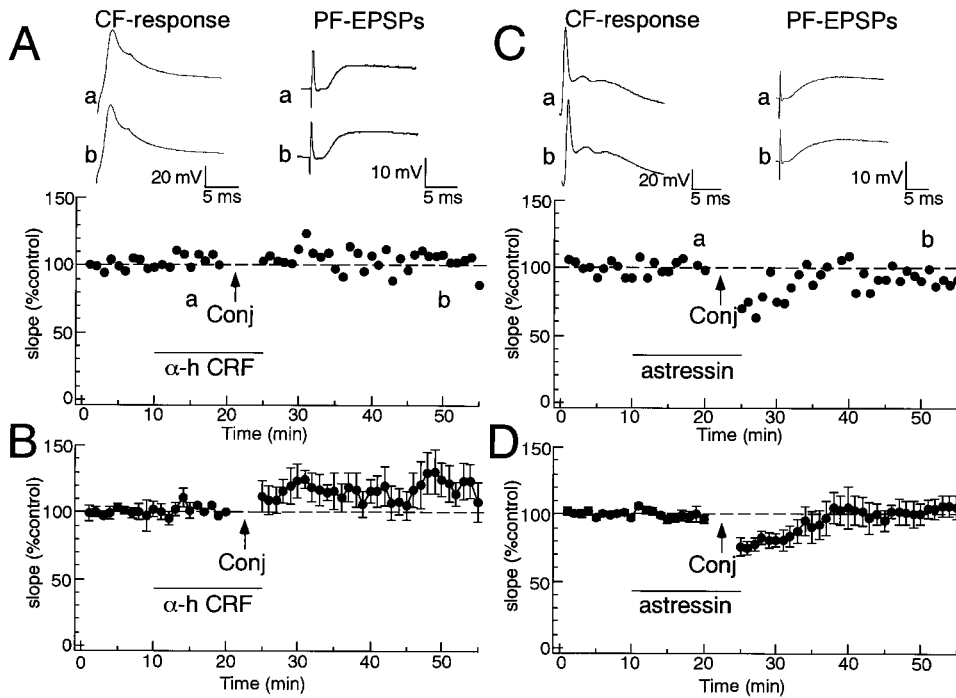 A
CF-response
PF-EPSPs
a
a
b
b
20 mV
5 ms
10 mV
5 ms
slope (%control)
150
100
50
0
a
b
Conj
α-h CRF
0 10 20 30 40 50
Time (min)
B
slope (%control)
150
100
50
0
Conj
α-h CRF
0 10 20 30 40 50
Time (min)
C
CF-response
PF-EPSPs
a
a
b
b
20 mV
5 ms
10 mV
5 ms
slope (%control)
150
100
50
0
a
b
Conj
astressin
0 10 20 30 40 50
Time (min)
D
slope (%control)
150
100
50
0
Conj
astressin
0 10 20 30 40 50
Time (min)